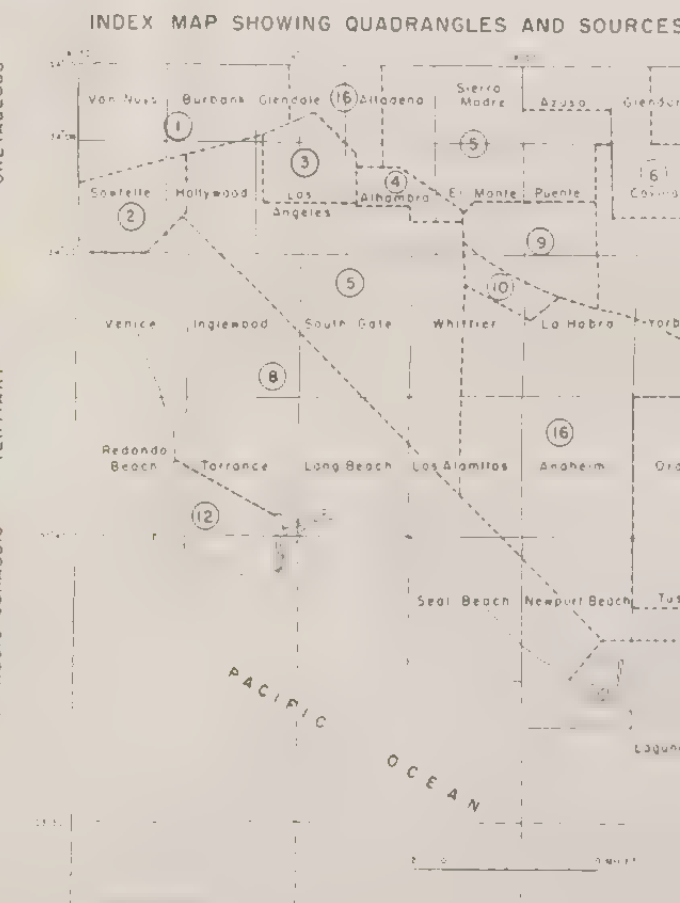 INDEX MAP SHOWING QUADRANGLES AND SOURCES
Van Nuys Burbank Glendale 16 Altadena Sierra Madre Azusa
1
3
5
4
6
Sawtelle Hollywood Los Angeles Alhambra El Monte Puente
2
9
5
10
Venice Inglewood South Gate Whittier La Habra Yorb
8
16
Redondo Beach Torrance Long Beach Los Alamitos Anaheim
12
Seal Beach Newport Beach
PACIFIC
OCEAN
Lagun